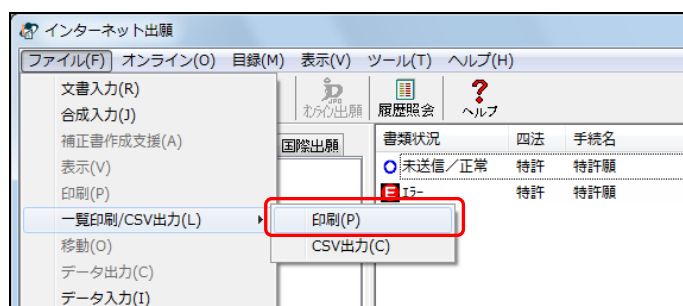 インターネット出願
ファイル(F) オンライン(O) 目録(M) 表示(V) ツール(T) ヘルプ(H)
文書入力(R)
合成入力(J)
補正書作成支援(A)
表示(V)
印刷(P)
一覧印刷/CSV出力(L)
移動(O)
データ出力(C)
データ入力(I)
印刷(P)
CSV出力(C)
JPO
オンライン出願
履歴照会
ヘルプ
国際出願
書類状況 四法 手続名
未送信/正常 特許 特許願
E エラー 特許 特許願